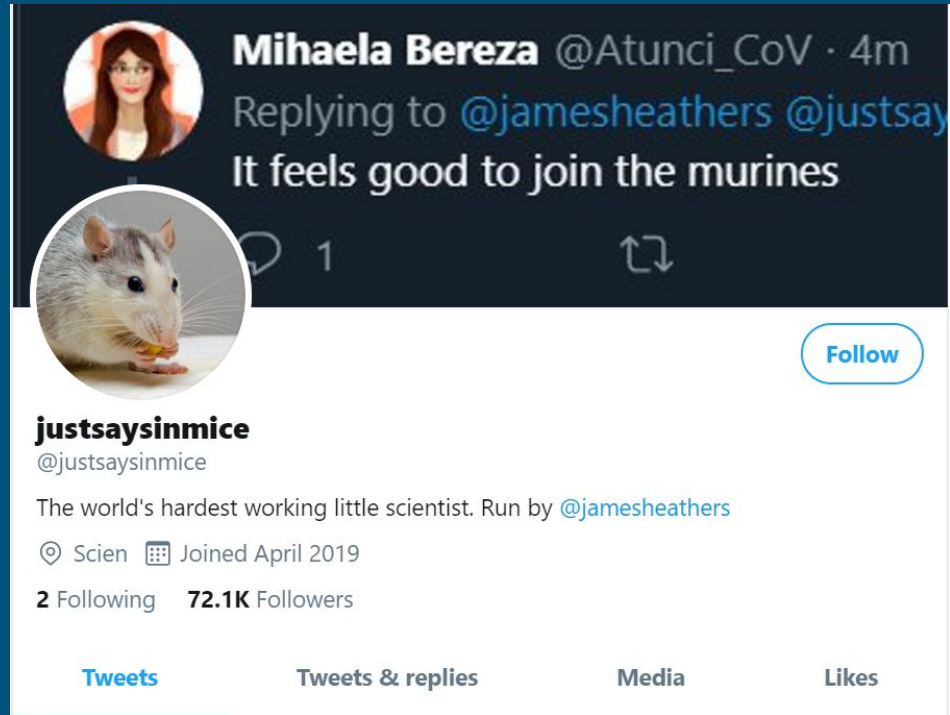 Mihaela Bereza @Atunci_CoV · 4m
Replying to @jamesheathers @justsay
It feels good to join the murines
1
Follow
justsaysinmice
@justsaysinmice
The world's hardest working little scientist. Run by @jamesheathers
Scien Joined April 2019
2 Following 72.1K Followers
Tweets Tweets & replies Media Likes